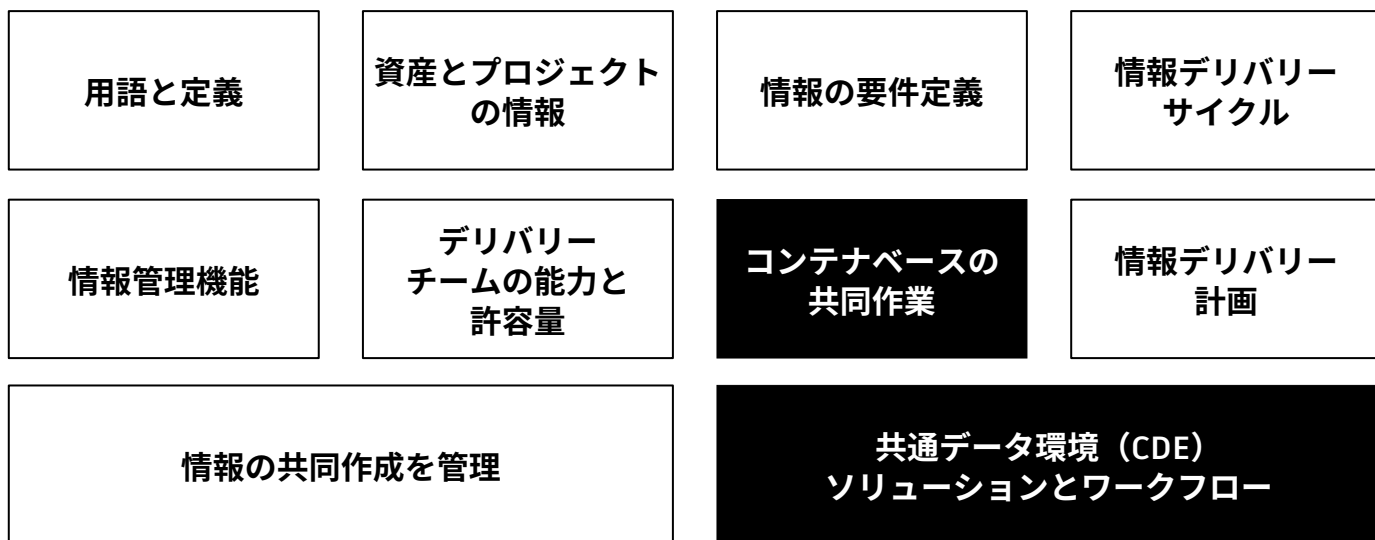 用語と定義
資産とプロジェクト
の情報
情報の要件定義
情報デリバリー
サイクル
情報管理機能
デリバリー
チームの能力と
許容量
コンテナベースの
共同作業
情報デリバリー
計画
情報の共同作成を管理
共通データ環境（CDE）
ソリューションとワークフロー